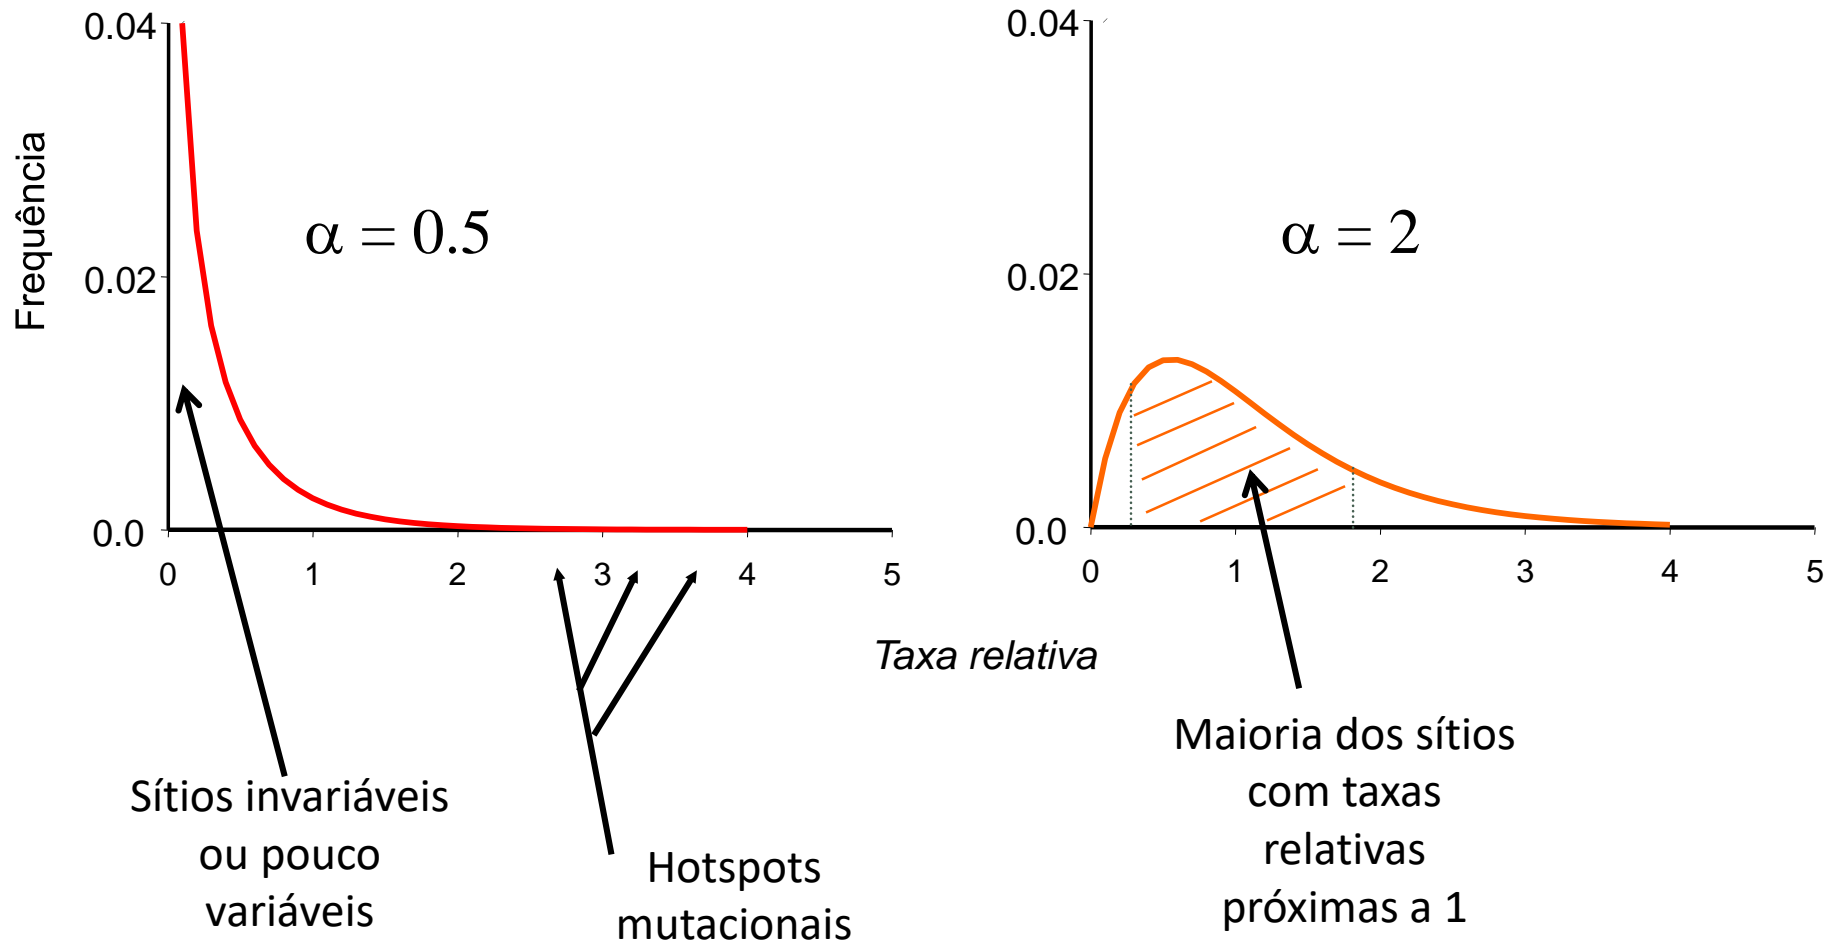 Frequência
0.04
0.02
0.0
α = 0.5
0 1 2 3 4 5
0.04
0.02
0.0
α = 2
0 1 2 3 4 5
Taxa relativa
Sítios invariáveis
ou pouco
variáveis
Hotspots
mutacionais
Maioria dos sítios
com taxas
relativas
próximas a 1